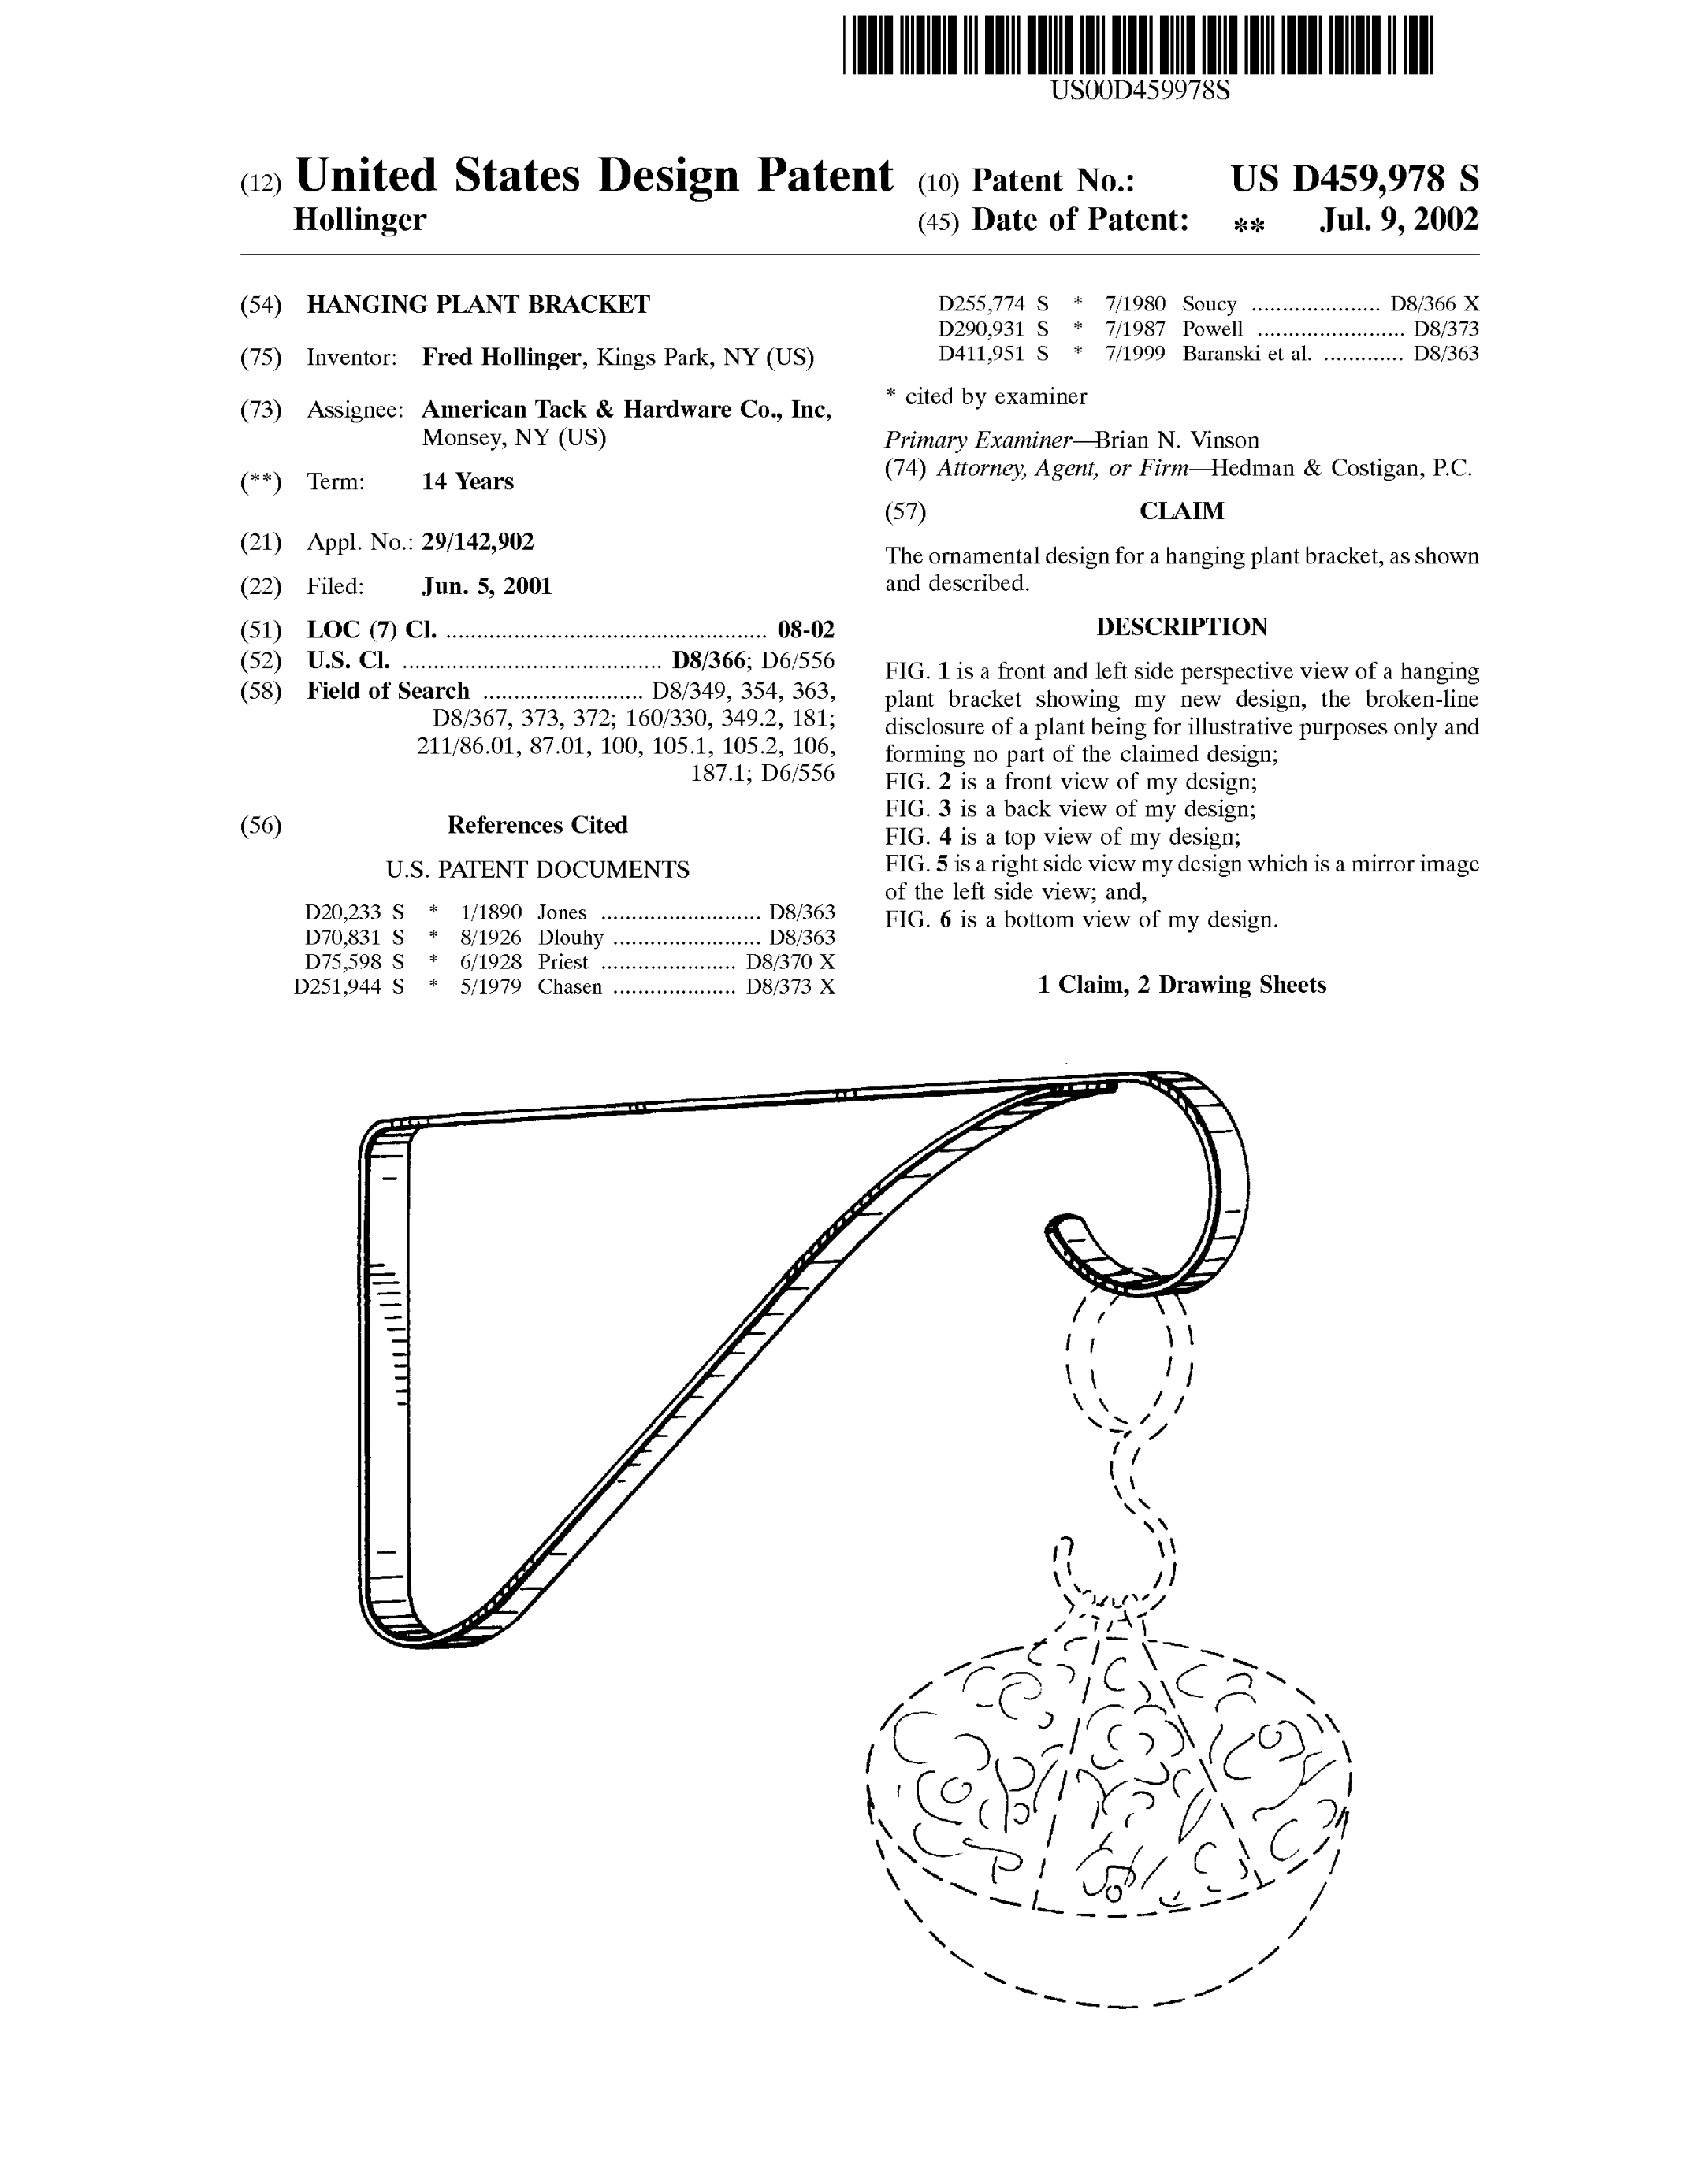 US00D459978S
(12) United States Design Patent
Hollinger
(10) Patent No.: US D459,978 S
(45) Date of Patent: ** Jul. 9, 2002
(54) HANGING PLANT BRACKET
(75) Inventor: Fred Hollinger, Kings Park, NY (US)
(73) Assignee: American Tack & Hardware Co., Inc,
Monsey, NY (US)
(**) Term: 14 Years
(21) Appl. No.: 29/142,902
(22) Filed: Jun. 5, 2001
(51) LOC (7) Cl. .................................................... 08-02
(52) U.S. Cl. .......................................... D8/366; D6/556
(58) Field of Search .......................... D8/349, 354, 363,
D8/367, 373, 372; 160/330, 349.2, 181;
211/86.01, 87.01, 100, 105.1, 105.2, 106,
187.1; D6/556
(56) References Cited
U.S. PATENT DOCUMENTS
D20,233 S * 1/1890 Jones .......................... D8/363
D70,831 S * 8/1926 Dlouhy ........................ D8/363
D75,598 S * 6/1928 Priest ...................... D8/370 X
D251,944 S * 5/1979 Chasen .................... D8/373 X
D255,774 S * 7/1980 Soucy ..................... D8/366 X
D290,931 S * 7/1987 Powell ........................ D8/373
D411,951 S * 7/1999 Baranski et al. ............. D8/363
* cited by examiner
Primary Examiner—Brian N. Vinson
(74) Attorney, Agent, or Firm—Hedman & Costigan, P.C.
(57) CLAIM
The ornamental design for a hanging plant bracket, as shown
and described.
DESCRIPTION
FIG. 1 is a front and left side perspective view of a hanging
plant bracket showing my new design, the broken-line
disclosure of a plant being for illustrative purposes only and
forming no part of the claimed design;
FIG. 2 is a front view of my design;
FIG. 3 is a back view of my design;
FIG. 4 is a top view of my design;
FIG. 5 is a right side view my design which is a mirror image
of the left side view; and,
FIG. 6 is a bottom view of my design.
1 Claim, 2 Drawing Sheets